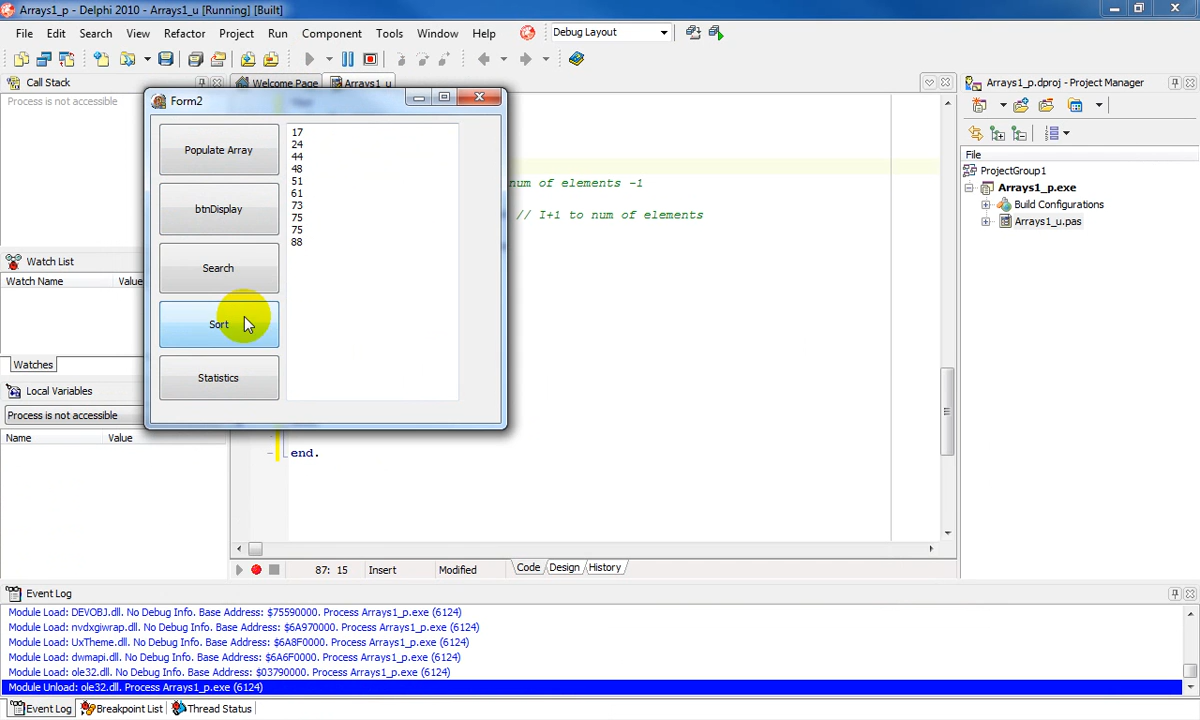 Arrays1_p - Delphi 2010 - Arrays1_u [Running] [Built]
File Edit Search View Refactor Project Run Component Tools Window Help
Debug Layout
Call Stack
Process is not accessible
Welcome Page
Arrays1_u
Arrays1_p.dproj - Project Manager
Form2
Populate Array
btnDisplay
Search
Sort
Statistics
17
24
44
48
51
61
73
75
75
88
num of elements -1
// I+1 to num of elements
end.
File
ProjectGroup1
Arrays1_p.exe
Build Configurations
Arrays1_u.pas
Watch List
Watch Name Value
Watches
Local Variables
Process is not accessible
Name Value
87: 15 Insert Modified
Code Design History
Event Log
Module Load: DEVOBJ.dll. No Debug Info. Base Address: $75590000. Process Arrays1_p.exe (6124)
Module Load: nvdxgiwrap.dll. No Debug Info. Base Address: $6A970000. Process Arrays1_p.exe (6124)
Module Load: UxTheme.dll. No Debug Info. Base Address: $6A8F0000. Process Arrays1_p.exe (6124)
Module Load: dwmapi.dll. No Debug Info. Base Address: $6A6F0000. Process Arrays1_p.exe (6124)
Module Load: ole32.dll. No Debug Info. Base Address: $03790000. Process Arrays1_p.exe (6124)
Module Unload: ole32.dll. Process Arrays1_p.exe (6124)
Event Log Breakpoint List Thread Status